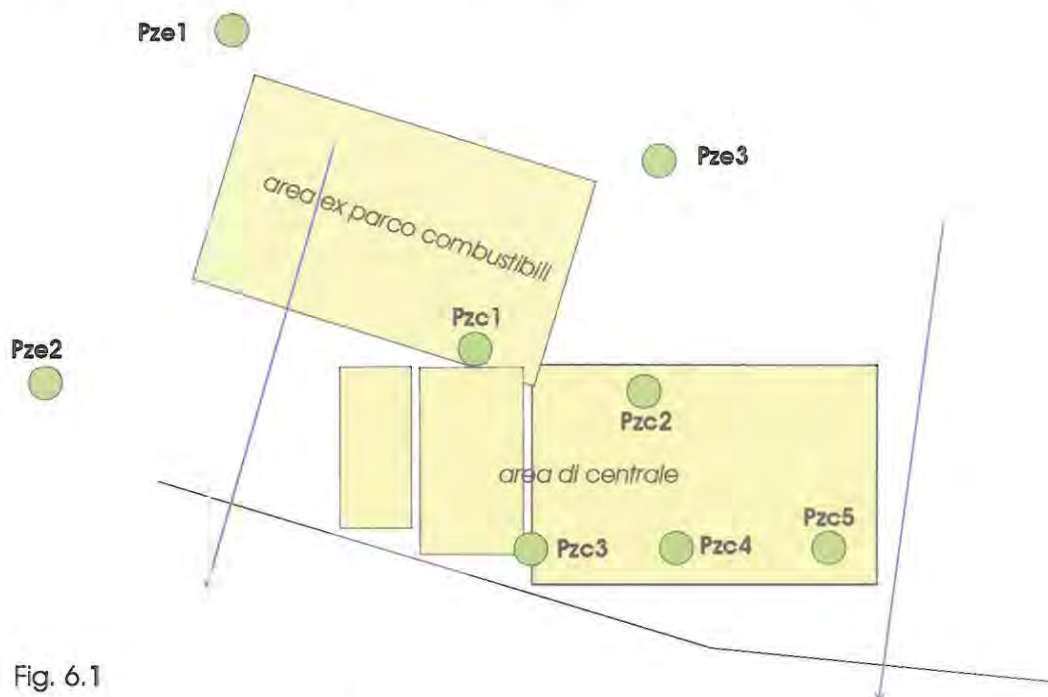 Pze1
Pze3
area ex parco combustibili
Pzc1
Pze2
Pzc2
area di centrale
Pzc5
Pzc3
Pzc4
Fig. 6.1